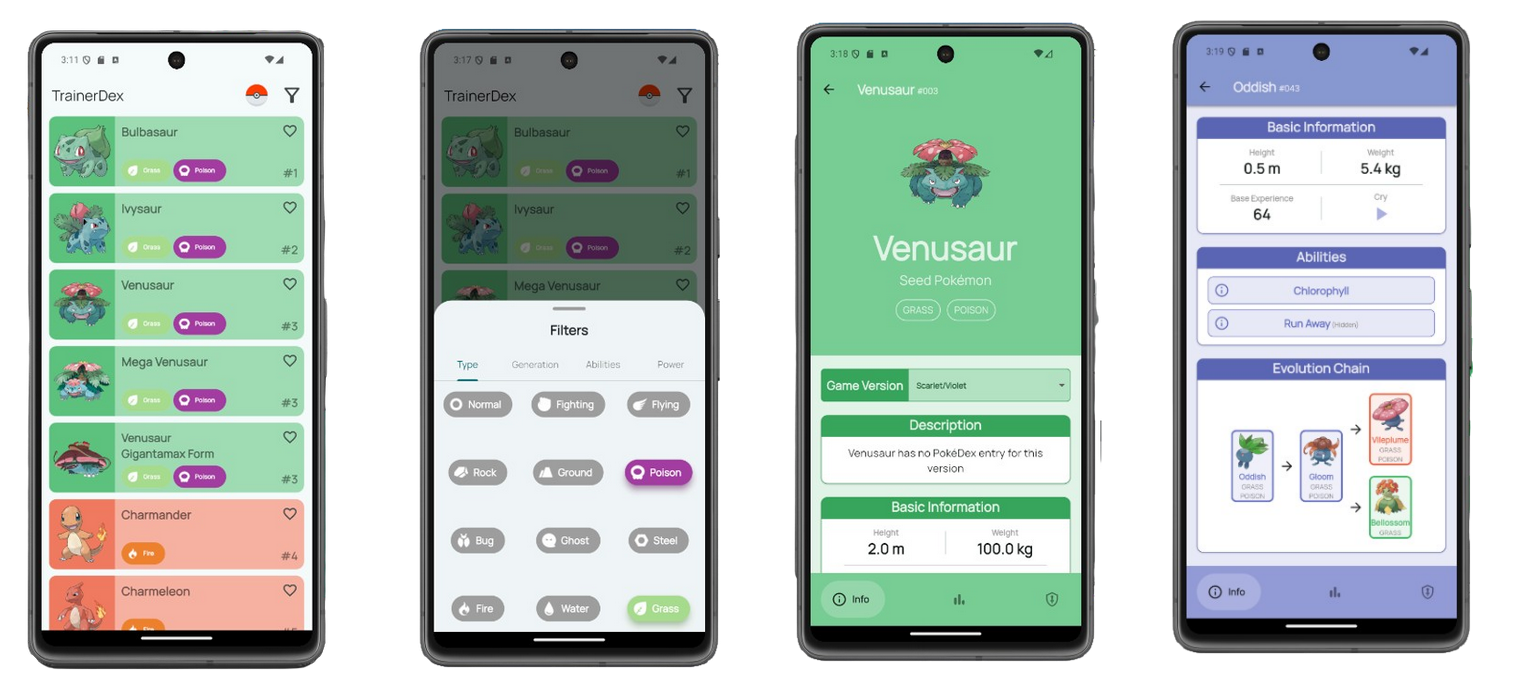 3:11
TrainerDex
Bulbasaur
Grass Poison
#1
Ivysaur
Grass Poison
#2
Venusaur
Grass Poison
#3
Mega Venusaur
Grass Poison
#3
Venusaur
Gigantamax Form
Grass Poison
#3
Charmander
Fire
#4
Charmeleon
Fire
3:17
TrainerDex
Bulbasaur
Grass Poison
#1
Ivysaur
Grass Poison
#2
Mega Venusaur
Filters
Type Generation Abilities Power
Normal Fighting Flying
Rock Ground Poison
Bug Ghost Steel
Fire Water Grass
3:18
Venusaur #003
Venusaur
Seed Pokémon
GRASS POISON
Game Version Scarlet/Violet
Description
Venusaur has no PokéDex entry for this
version
Basic Information
Height Weight
2.0 m 100.0 kg
Info
3:19
Oddish #043
Basic Information
Height Weight
0.5 m 5.4 kg
Base Experience Cry
64
Abilities
Chlorophyll
Run Away (Hidden)
Evolution Chain
Oddish
GRASS
POISON
Gloom
GRASS
POISON
Vileplume
GRASS
POISON
Bellossom
GRASS
Info